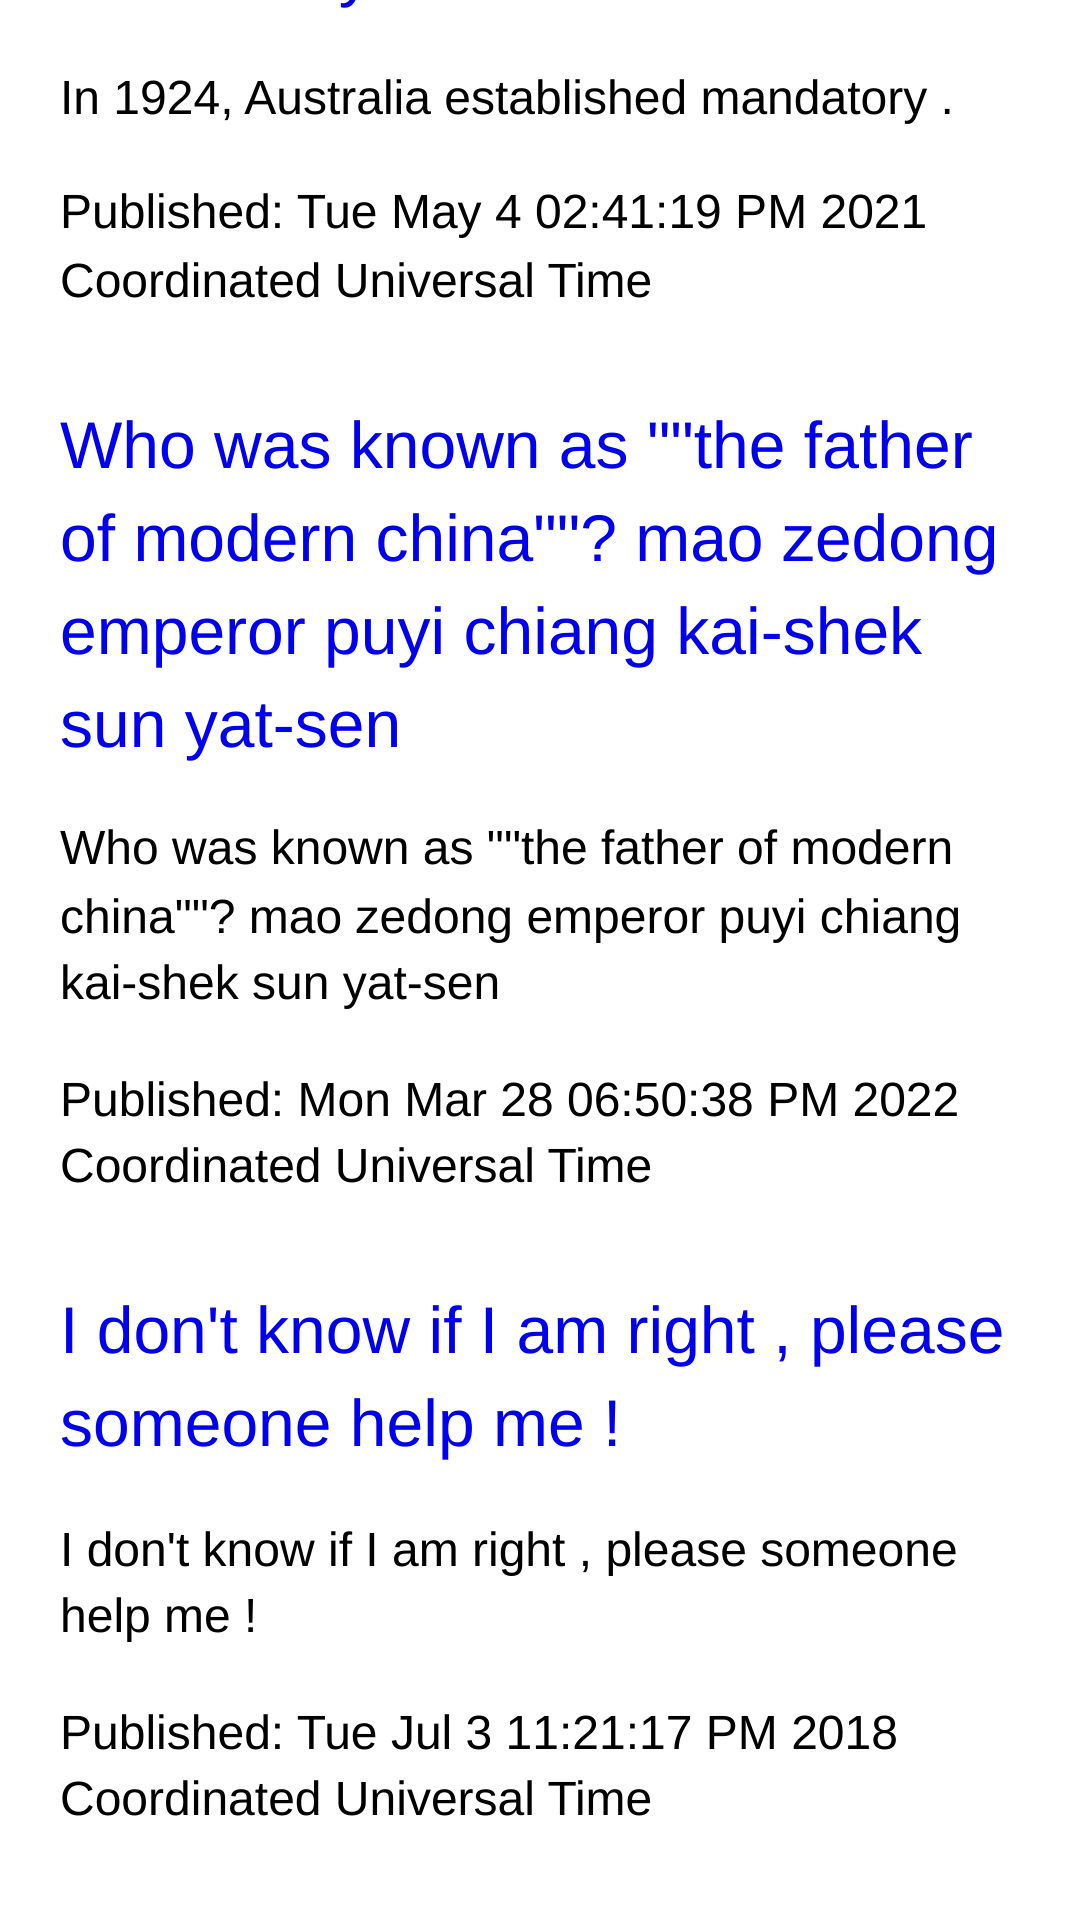 In 1924, Australia established mandatory .
Published: Tue May 4 02:41:19 PM 2021
Coordinated Universal Time
Who was known as ""the father
of modern china""? mao zedong
emperor puyi chiang kai-shek
sun yat-sen
Who was known as ""the father of modern
china""? mao zedong emperor puyi chiang
kai-shek sun yat-sen
Published: Mon Mar 28 06:50:38 PM 2022
Coordinated Universal Time
I don't know if I am right , please
someone help me !
I don't know if I am right , please someone
help me !
Published: Tue Jul 3 11:21:17 PM 2018
Coordinated Universal Time